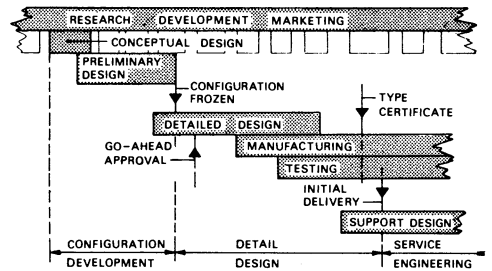 RESEARCH DEVELOPMENT MARKETING
CONCEPTUAL DESIGN
PRELIMINARY
DESIGN
CONFIGURATION
FROZEN
TYPE
CERTIFICATE
DETAILED DESIGN
GO-AHEAD
APPROVAL
MANUFACTURING
TESTING
INITIAL
DELIVERY
SUPPORT DESIGN
CONFIGURATION
DEVELOPMENT
DETAIL
DESIGN
SERVICE
ENGINEERING